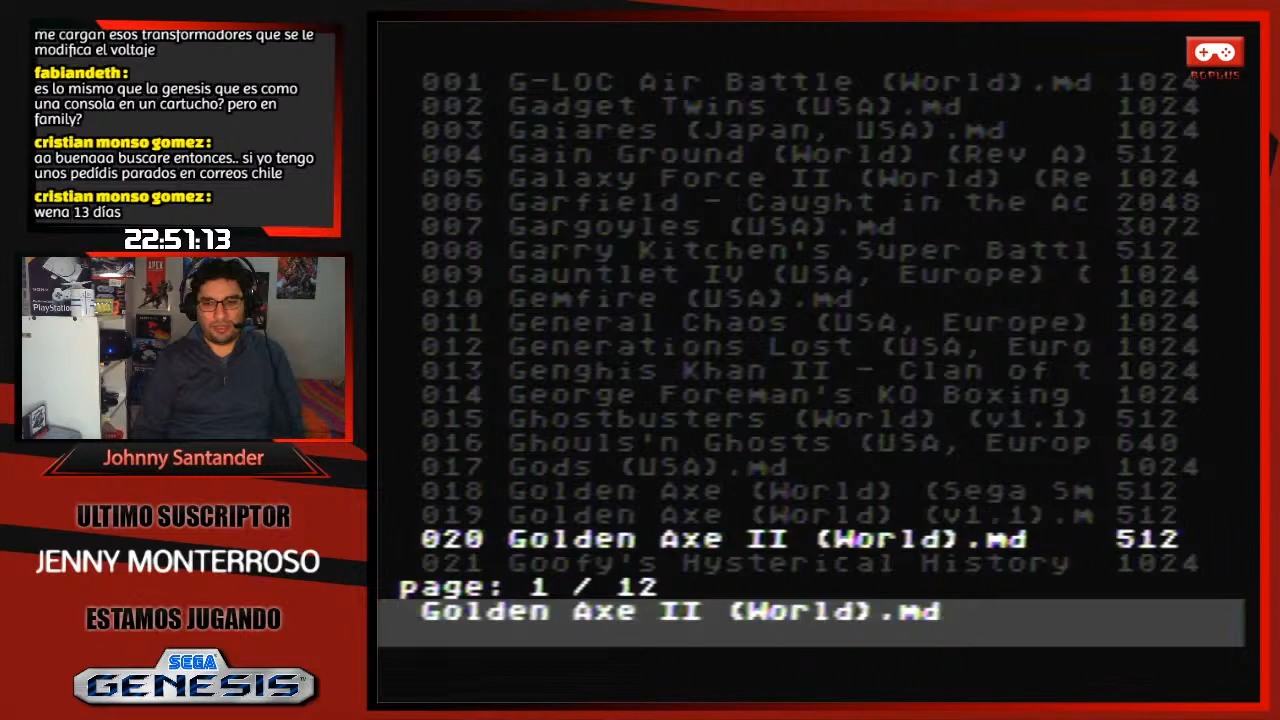 me cargan esos transformadores que se le
modifica el voltaje
fabiandeth :
es lo mismo que la genesis que es como
una consola en un cartucho? pero en
family?
cristian monso gomez :
aa buenaaa buscare entonces.. si yo tengo
unos pedídis parados en correos chile
cristian monso gomez :
wena 13 días
22:51:13
PlayStation
APEX
Johnny Santander
ULTIMO SUSCRIPTOR
JENNY MONTERROSO
ESTAMOS JUGANDO
SEGA
GENESIS
RGPLUS
001 G-LOC Air Battle (World).md 1024
002 Gadget Twins (USA).md 1024
003 Gaiares (Japan, USA).md 1024
004 Gain Ground (World) (Rev A) 512
005 Galaxy Force II (World) (Re 1024
006 Garfield - Caught in the Ac 2048
007 Gargoyles (USA).md 3072
008 Garry Kitchen's Super Battl 512
009 Gauntlet IV (USA, Europe) ( 1024
010 Gemfire (USA).md 1024
011 General Chaos (USA, Europe) 1024
012 Generations Lost (USA, Euro 1024
013 Genghis Khan II - Clan of t 1024
014 George Foreman's KO Boxing 1024
015 Ghostbusters (World) (v1.1) 512
016 Ghouls'n Ghosts (USA, Europ 640
017 Gods (USA).md 1024
018 Golden Axe (World) (Sega Sm 512
019 Golden Axe (World) (v1.1).m 512
020 Golden Axe II (World).md 512
021 Goofy's Hysterical History 1024
page: 1 / 12
Golden Axe II (World).md